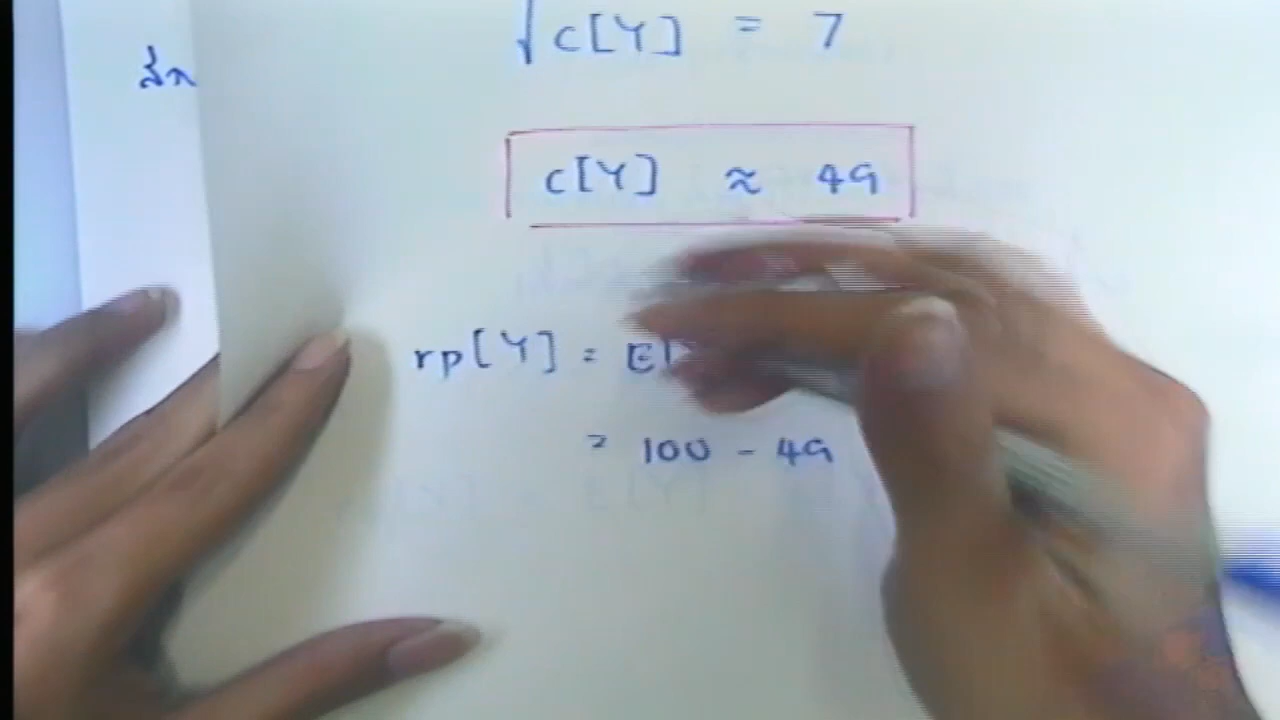 √c[Y] = 7
c[Y] ≈ 49
rp[Y] = E[
= 100 - 49